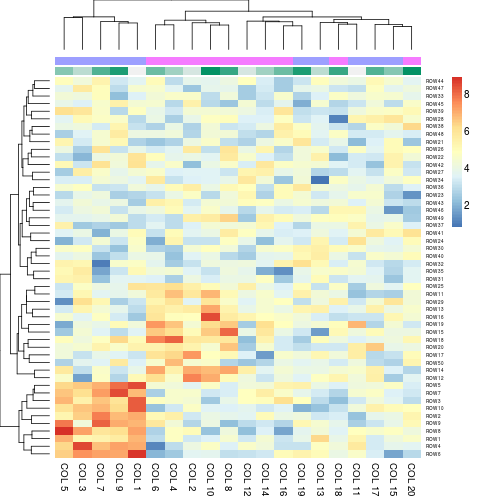 ROW44
ROW47
ROW33
ROW45
ROW39
ROW28
ROW38
ROW48
ROW21
ROW26
ROW22
ROW42
ROW27
ROW34
ROW36
ROW23
ROW43
ROW46
ROW49
ROW37
ROW41
ROW24
ROW30
ROW40
ROW32
ROW35
ROW31
ROW25
ROW11
ROW29
ROW13
ROW16
ROW19
ROW15
ROW18
ROW20
ROW17
ROW50
ROW14
ROW12
ROW5
ROW7
ROW3
ROW10
ROW2
ROW9
ROW8
ROW1
ROW4
ROW6
8
6
4
2
COL 5
COL 3
COL 7
COL 9
COL 1
COL 6
COL 4
COL 2
COL 10
COL 8
COL 12
COL 14
COL 16
COL 19
COL 13
COL 18
COL 11
COL 17
COL 15
COL 20